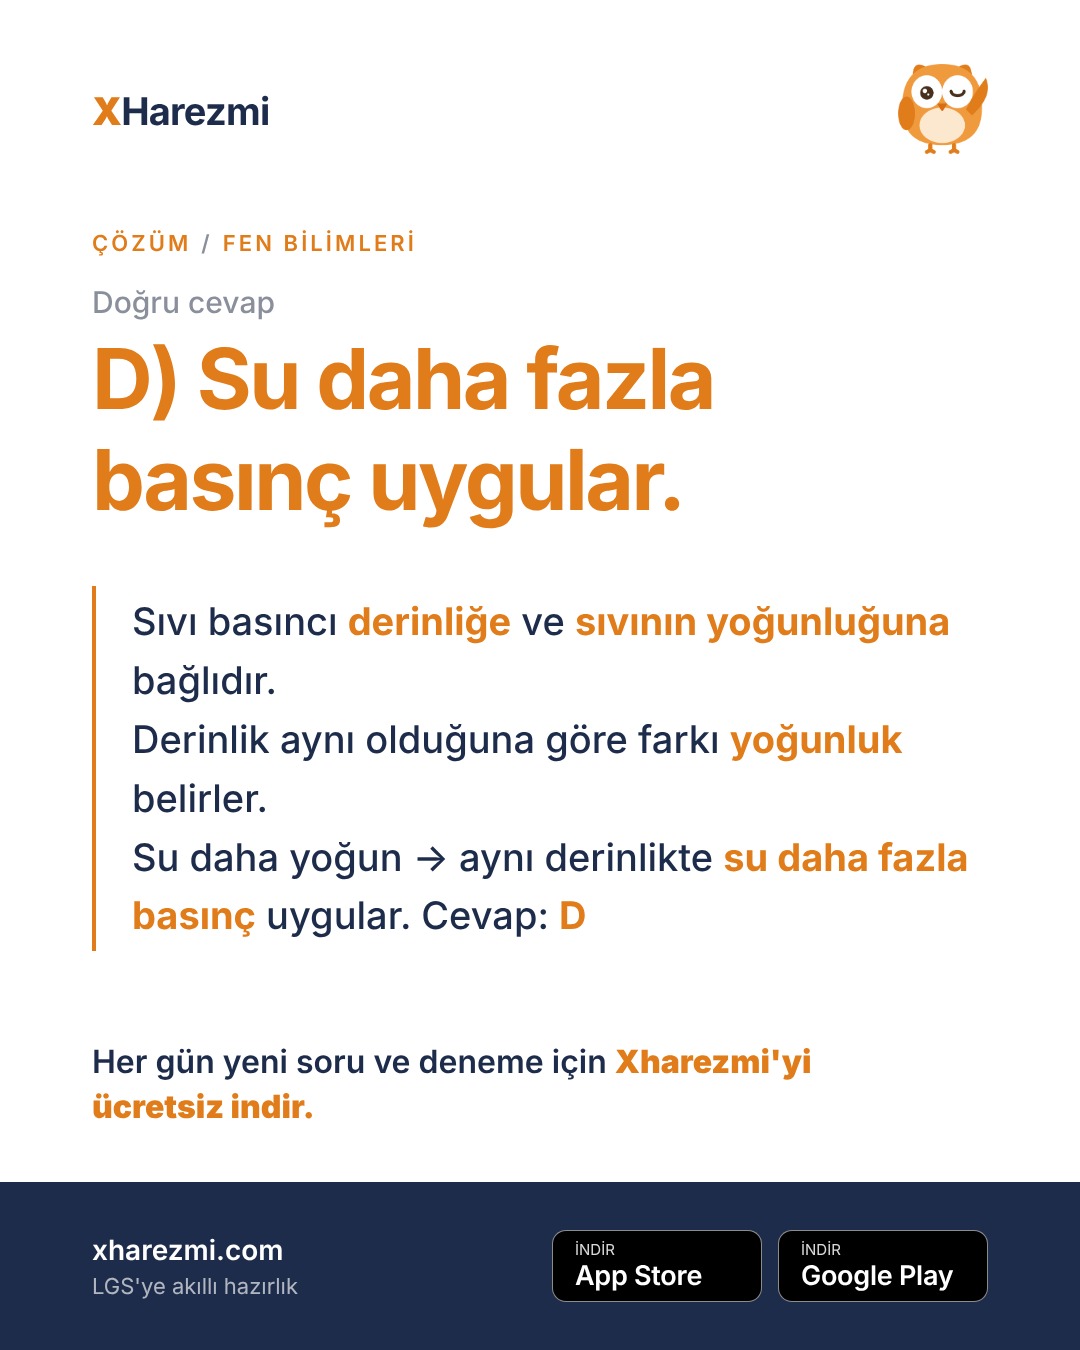 XHarezmi
ÇÖZÜM / FEN BİLİMLERİ
Doğru cevap
D) Su daha fazla
basınç uygular.
Sıvı basıncı derinliğe ve sıvının yoğunluğuna
bağlıdır.
Derinlik aynı olduğuna göre farkı yoğunluk
belirler.
Su daha yoğun → aynı derinlikte su daha fazla
basınç uygular. Cevap: D
Her gün yeni soru ve deneme için Xharezmi'yi
ücretsiz indir.
xharezmi.com
LGS'ye akıllı hazırlık
İNDİR
App Store
İNDİR
Google Play